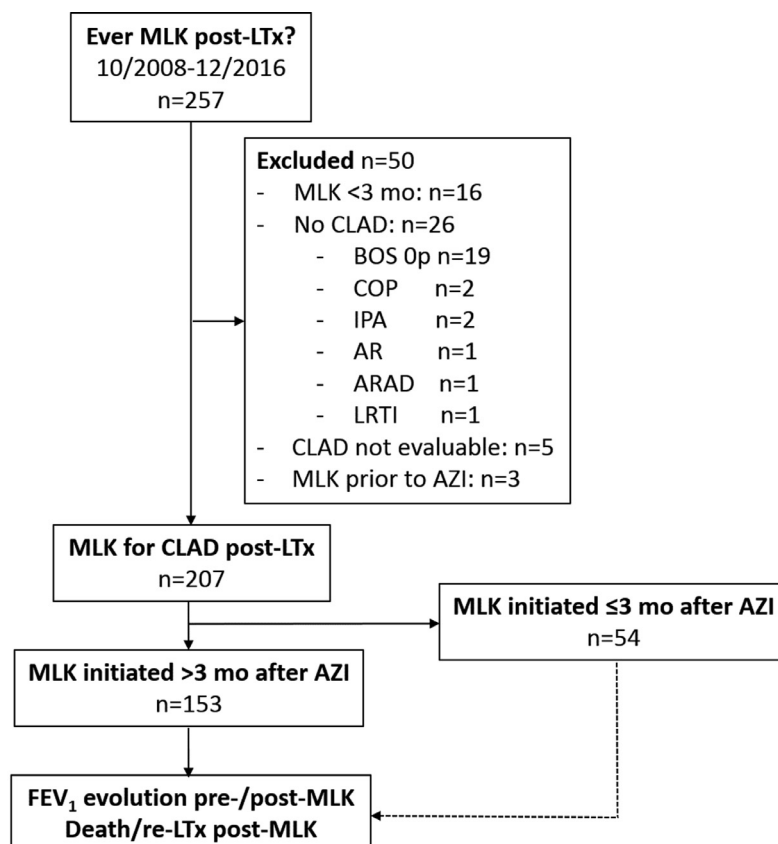 Ever MLK post-LTx?
10/2008-12/2016
n=257
Excluded n=50
- MLK <3 mo: n=16
- No CLAD: n=26
- BOS 0p n=19
- COP n=2
- IPA n=2
- AR n=1
- ARAD n=1
- LRTI n=1
- CLAD not evaluable: n=5
- MLK prior to AZI: n=3
MLK for CLAD post-LTx
n=207
MLK initiated ≤3 mo after AZI
n=54
MLK initiated >3 mo after AZI
n=153
FEV₁ evolution pre-/post-MLK
Death/re-LTx post-MLK